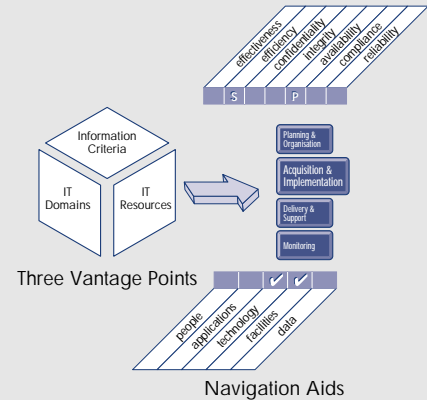 effectiveness
efficiency
confidentiality
integrity
availability
compliance
reliability
S P
Information
Criteria
IT
Domains
IT
Resources
Planning &
Organisation
Acquisition &
Implementation
Delivery &
Support
Monitoring
Three Vantage Points
✓ ✓
people
applications
technology
facilities
data
Navigation Aids